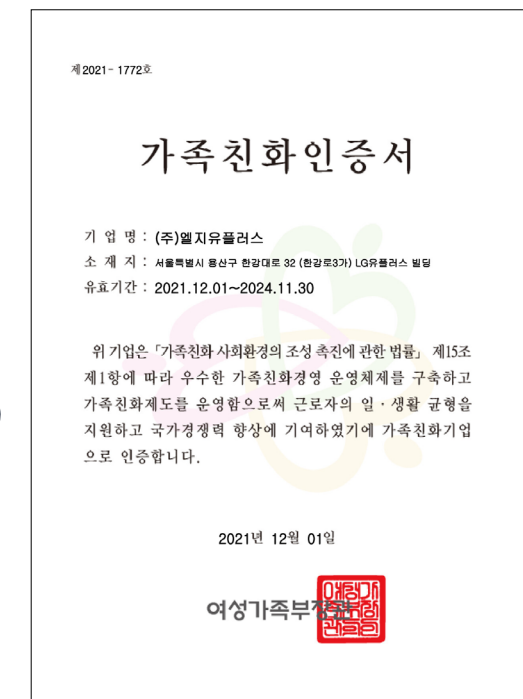 제2021- 1772호
가족친화인증서
기 업 명 : (주)엘지유플러스
소 재 지 : 서울특별시 용산구 한강대로 32 (한강로3가) LG유플러스 빌딩
유효기간 : 2021.12.01~2024.11.30
위 기업은 「가족친화 사회환경의 조성 촉진에 관한 법률」 제15조
제1항에 따라 우수한 가족친화경영 운영체제를 구축하고
가족친화제도를 운영함으로써 근로자의 일 · 생활 균형을
지원하고 국가경쟁력 향상에 기여하였기에 가족친화기업
으로 인증합니다.
2021년 12월 01일
여성가족부장관